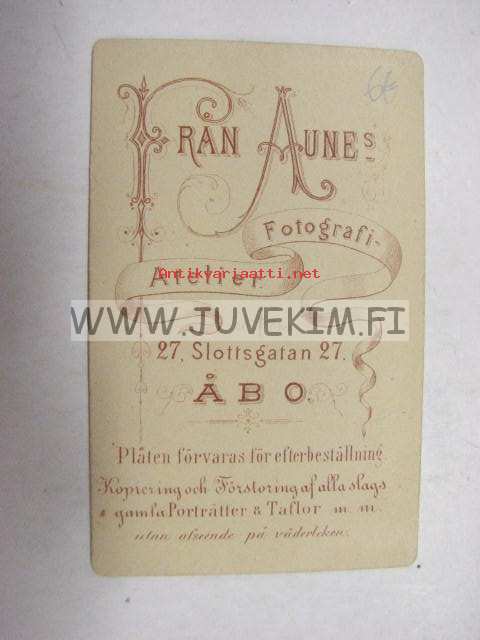 6€
FRÅN AUNES
Fotografi-
Atelier
Antikvariaatti.net
WWW.JUVEKIM.FI
27, Slottsgatan 27.
ÅBO.
Plåten förvaras för efterbeställning
Kopiering och Förstoring af alla slags
gamla Porträtter & Taflor m. m.
utan afseende på väderleken.